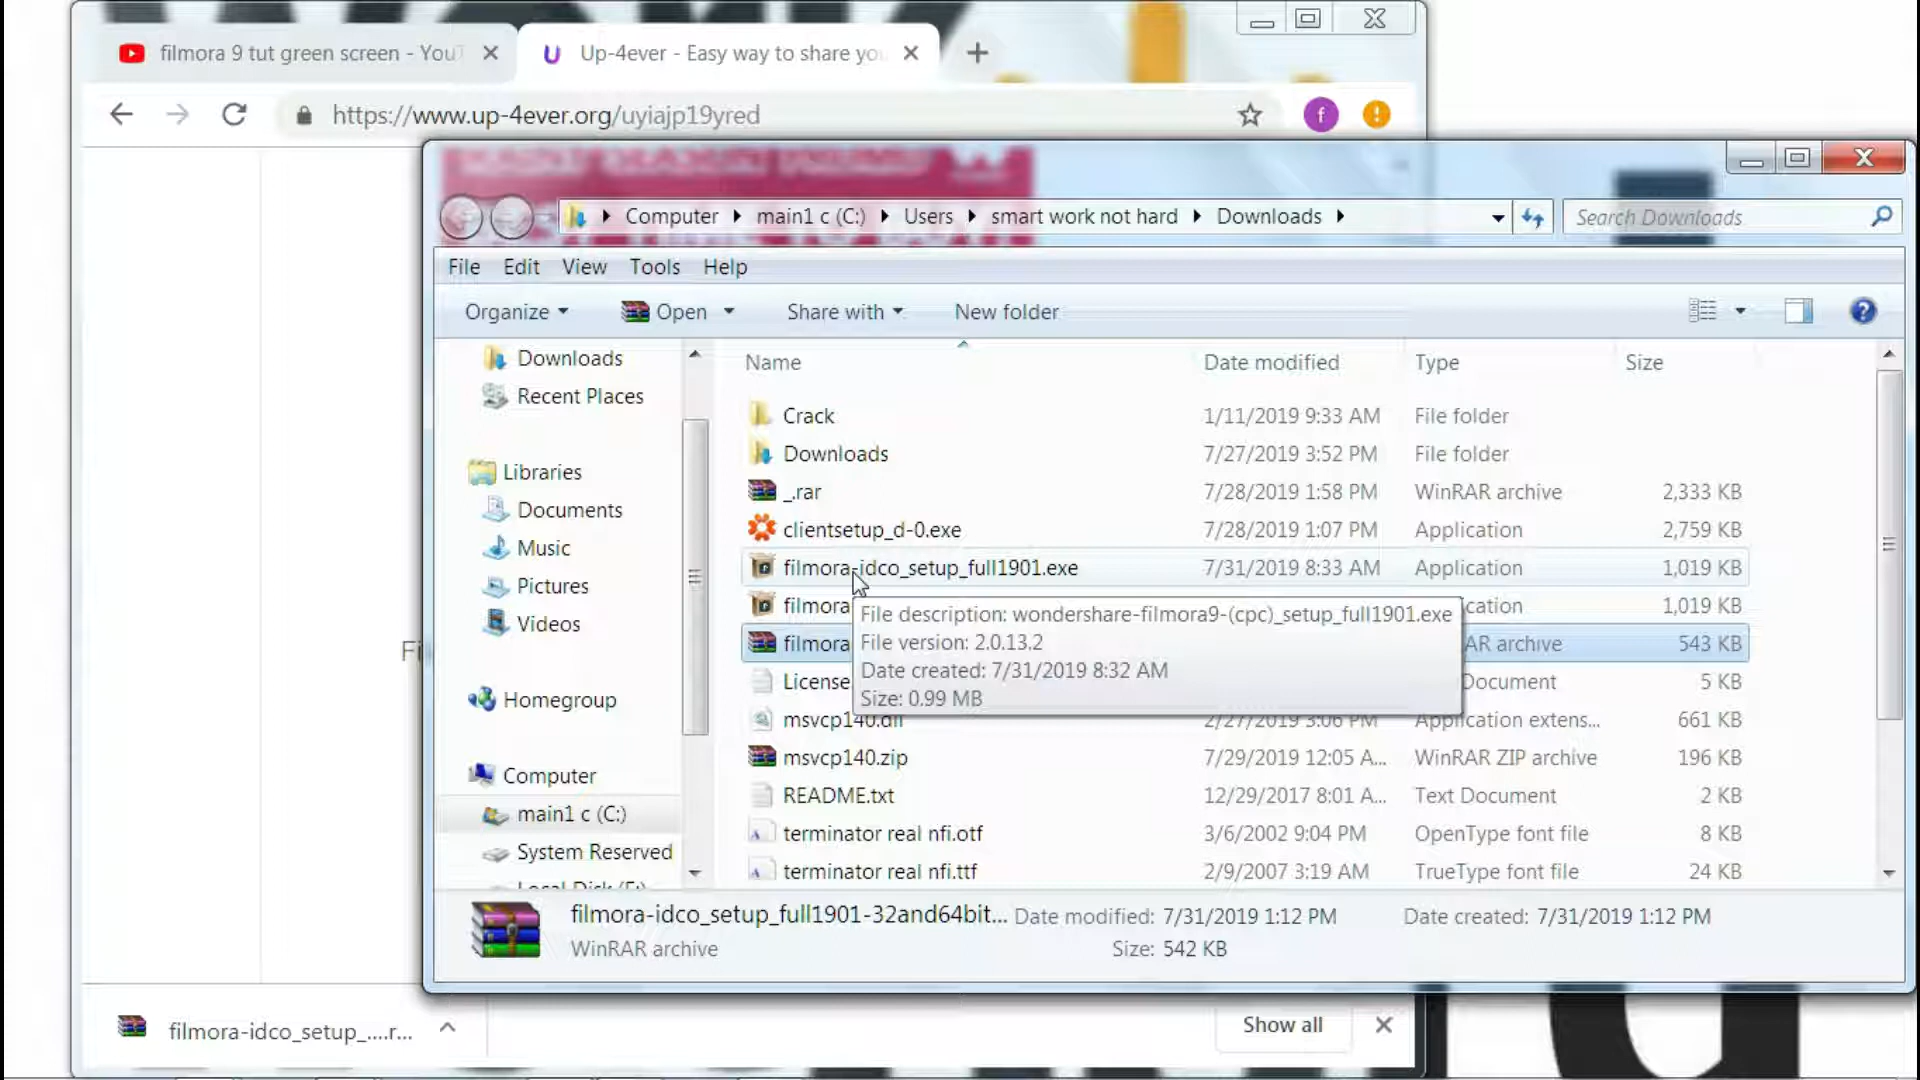 filmora 9 tut green screen - YouT
Up-4ever - Easy way to share you
https://www.up-4ever.org/uyiajp19yred
f
Computer main1 c (C:) Users smart work not hard Downloads
Search Downloads
File Edit View Tools Help
Organize Open Share with New folder
Downloads
Recent Places
Libraries
Documents
Music
Pictures
Videos
Homegroup
Computer
main1 c (C:)
System Reserved
Name Date modified Type Size
Crack 1/11/2019 9:33 AM File folder
Downloads 7/27/2019 3:52 PM File folder
_.rar 7/28/2019 1:58 PM WinRAR archive 2,333 KB
clientsetup_d-0.exe 7/28/2019 1:07 PM Application 2,759 KB
filmora-idco_setup_full1901.exe 7/31/2019 8:33 AM Application 1,019 KB
filmora cation 1,019 KB
filmora AR archive 543 KB
License Document 5 KB
msvcp140.dll 2/27/2019 3:06 PM Application extens... 661 KB
msvcp140.zip 7/29/2019 12:05 A... WinRAR ZIP archive 196 KB
README.txt 12/29/2017 8:01 A... Text Document 2 KB
terminator real nfi.otf 3/6/2002 9:04 PM OpenType font file 8 KB
terminator real nfi.ttf 2/9/2007 3:19 AM TrueType font file 24 KB
File description: wondershare-filmora9-(cpc)_setup_full1901.exe
File version: 2.0.13.2
Date created: 7/31/2019 8:32 AM
Size: 0.99 MB
filmora-idco_setup_full1901-32and64bit... Date modified: 7/31/2019 1:12 PM Date created: 7/31/2019 1:12 PM
WinRAR archive Size: 542 KB
filmora-idco_setup_....r...
Show all